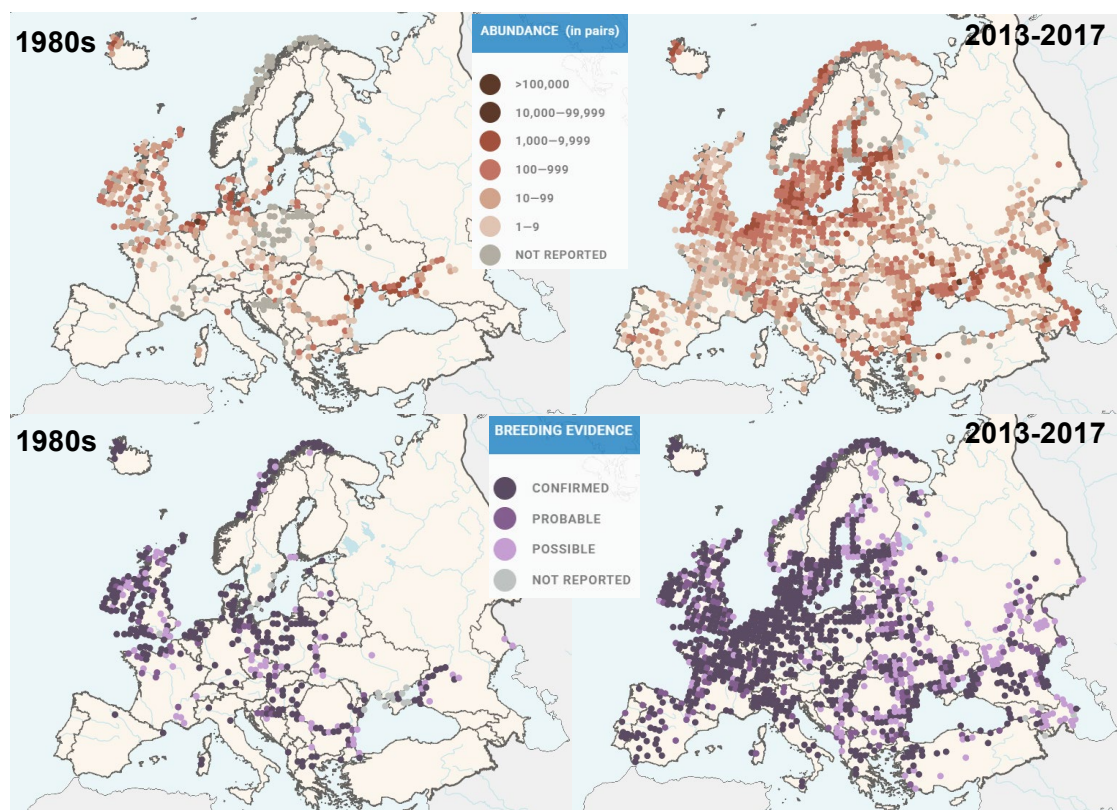 1980s
ABUNDANCE (in pairs)
2013-2017
>100,000
10,000—99,999
1,000—9,999
100—999
10—99
1—9
NOT REPORTED
1980s
BREEDING EVIDENCE
2013-2017
CONFIRMED
PROBABLE
POSSIBLE
NOT REPORTED